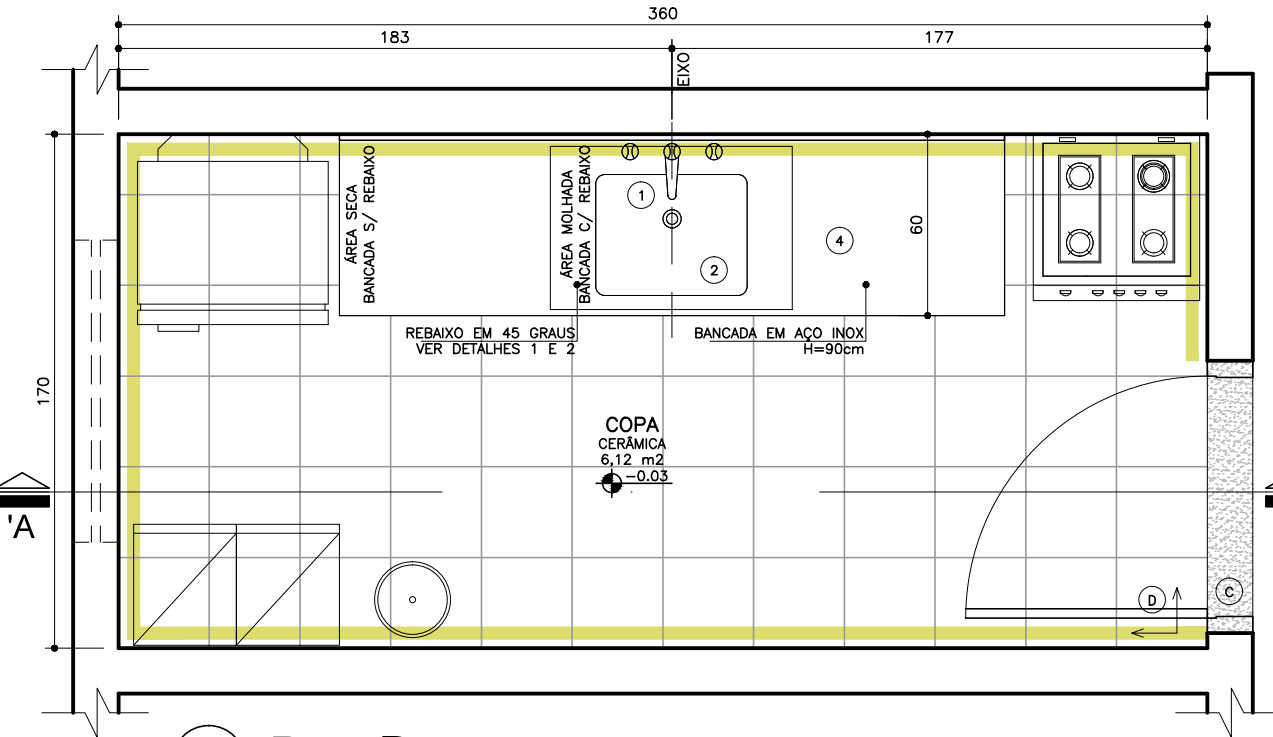 360
183
177
EIXO
ÁREA SECA
BANCADA S/ REBAIXO
ÁREA MOLHADA
BANCADA C/ REBAIXO
1
2
4
60
REBAIXO EM 45 GRAUS
VER DETALHES 1 E 2
BANCADA EM AÇO INOX
H=90cm
170
COPA
CERÂMICA
6,12 m2
-0.03
'A
D
C